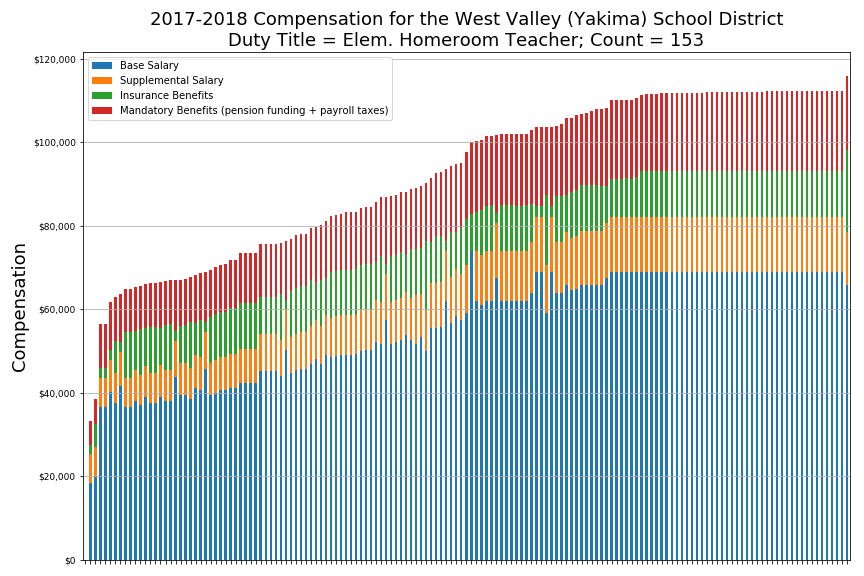 2017-2018 Compensation for the West Valley (Yakima) School District
Duty Title = Elem. Homeroom Teacher; Count = 153
$120,000
Base Salary
Supplemental Salary
Insurance Benefits
Mandatory Benefits (pension funding + payroll taxes)
$100,000
$80,000
$60,000
$40,000
$20,000
$0
Compensation